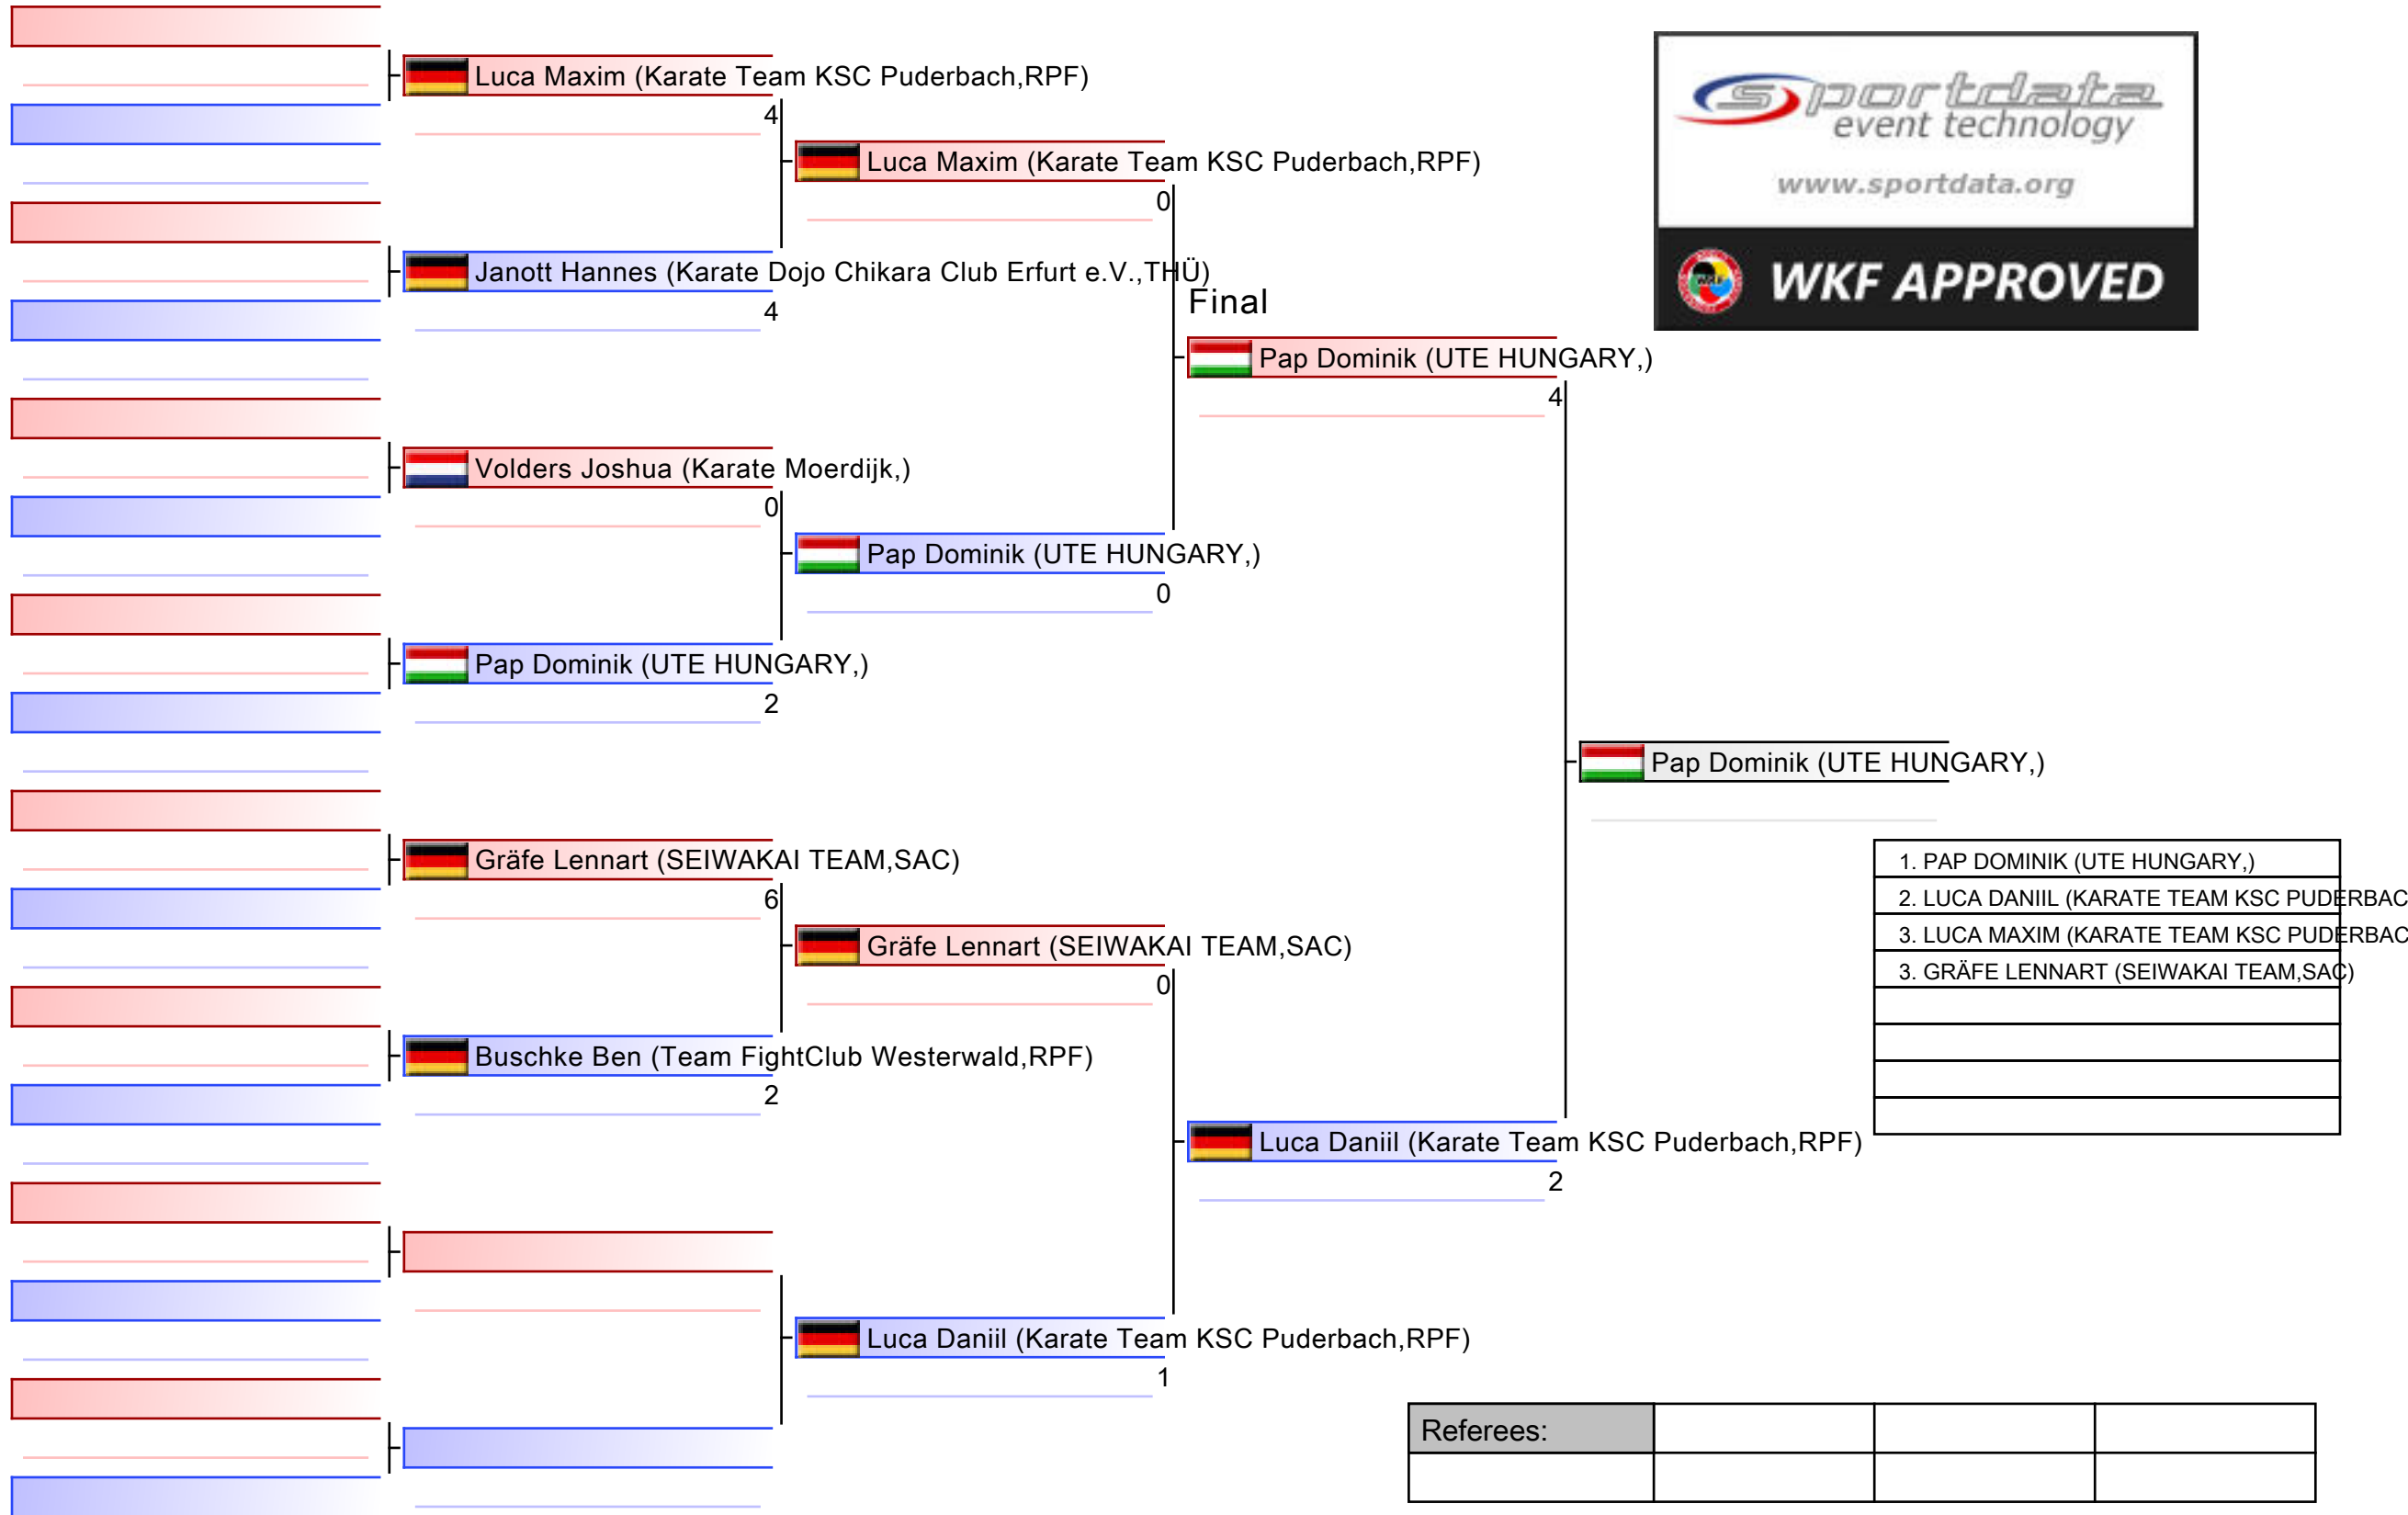 Luca Maxim (Karate Team KSC Puderbach,RPF)
4
Janott Hannes (Karate Dojo Chikara Club Erfurt e.V.,THÜ)
4
Volders Joshua (Karate Moerdijk,)
0
Pap Dominik (UTE HUNGARY,)
2
Gräfe Lennart (SEIWAKAI TEAM,SAC)
6
Buschke Ben (Team FightClub Westerwald,RPF)
2
Luca Maxim (Karate Team KSC Puderbach,RPF)
0
Pap Dominik (UTE HUNGARY,)
0
Gräfe Lennart (SEIWAKAI TEAM,SAC)
0
Luca Daniil (Karate Team KSC Puderbach,RPF)
1
Final
Pap Dominik (UTE HUNGARY,)
4
Luca Daniil (Karate Team KSC Puderbach,RPF)
2
Pap Dominik (UTE HUNGARY,)
sportdata
event technology
www.sportdata.org
WKF
WKF APPROVED
1. PAP DOMINIK (UTE HUNGARY,)
2. LUCA DANIIL (KARATE TEAM KSC PUDERBAC
3. LUCA MAXIM (KARATE TEAM KSC PUDERBAC
3. GRÄFE LENNART (SEIWAKAI TEAM,SAC)
Referees: